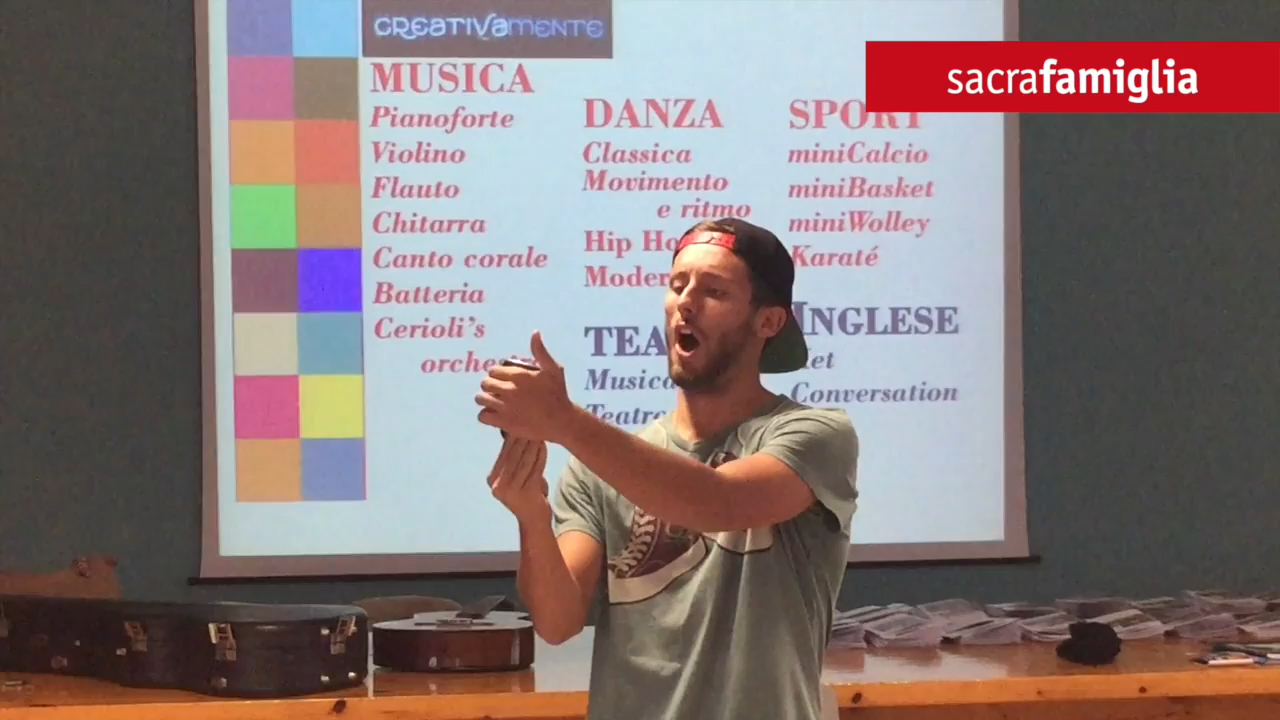 CREATIVAMENTE
sacrafamiglia
MUSICA
Pianoforte
Violino
Flauto
Chitarra
Canto corale
Batteria
Cerioli's
DANZA
Classica
Movimento
e ritmo
Hip
SPORT
miniCalcio
miniBasket
miniWolley
Karaté
INGLESE
Conversation